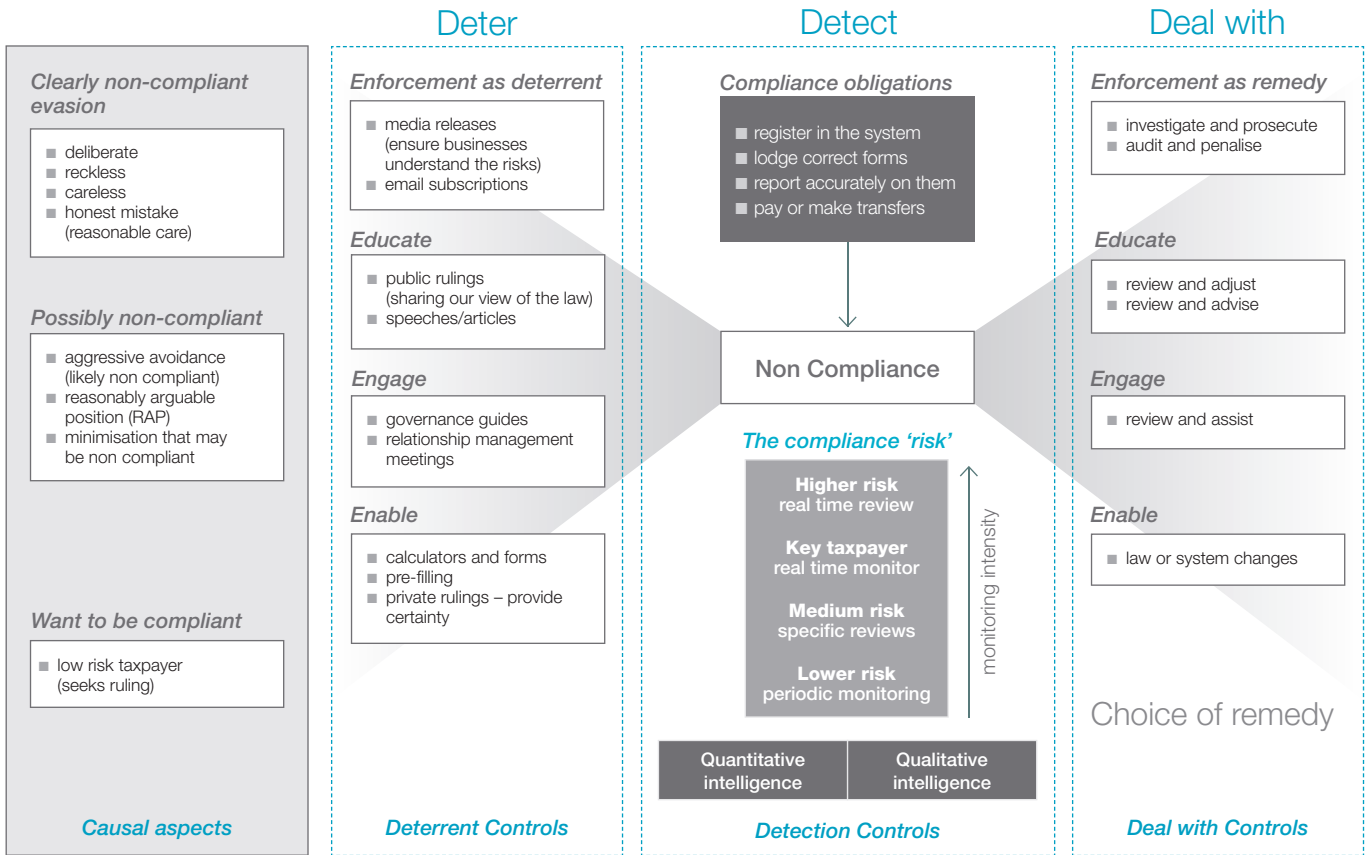 Deter
Detect
Deal with
Clearly non-compliant
evasion
■ deliberate
■ reckless
■ careless
■ honest mistake
(reasonable care)
Possibly non-compliant
■ aggressive avoidance
(likely non compliant)
■ reasonably arguable
position (RAP)
■ minimisation that may
be non compliant
Want to be compliant
■ low risk taxpayer
(seeks ruling)
Causal aspects
Enforcement as deterrent
■ media releases
(ensure businesses
understand the risks)
■ email subscriptions
Educate
■ public rulings
(sharing our view of the law)
■ speeches/articles
Engage
■ governance guides
■ relationship management
meetings
Enable
■ calculators and forms
■ pre-filling
■ private rulings – provide
certainty
Deterrent Controls
Compliance obligations
■ register in the system
■ lodge correct forms
■ report accurately on them
■ pay or make transfers
Non Compliance
The compliance ‘risk’
Higher risk
real time review
Key taxpayer
real time monitor
Medium risk
specific reviews
Lower risk
periodic monitoring
monitoring intensity
Quantitative
intelligence
Qualitative
intelligence
Detection Controls
Enforcement as remedy
■ investigate and prosecute
■ audit and penalise
Educate
■ review and adjust
■ review and advise
Engage
■ review and assist
Enable
■ law or system changes
Choice of remedy
Deal with Controls